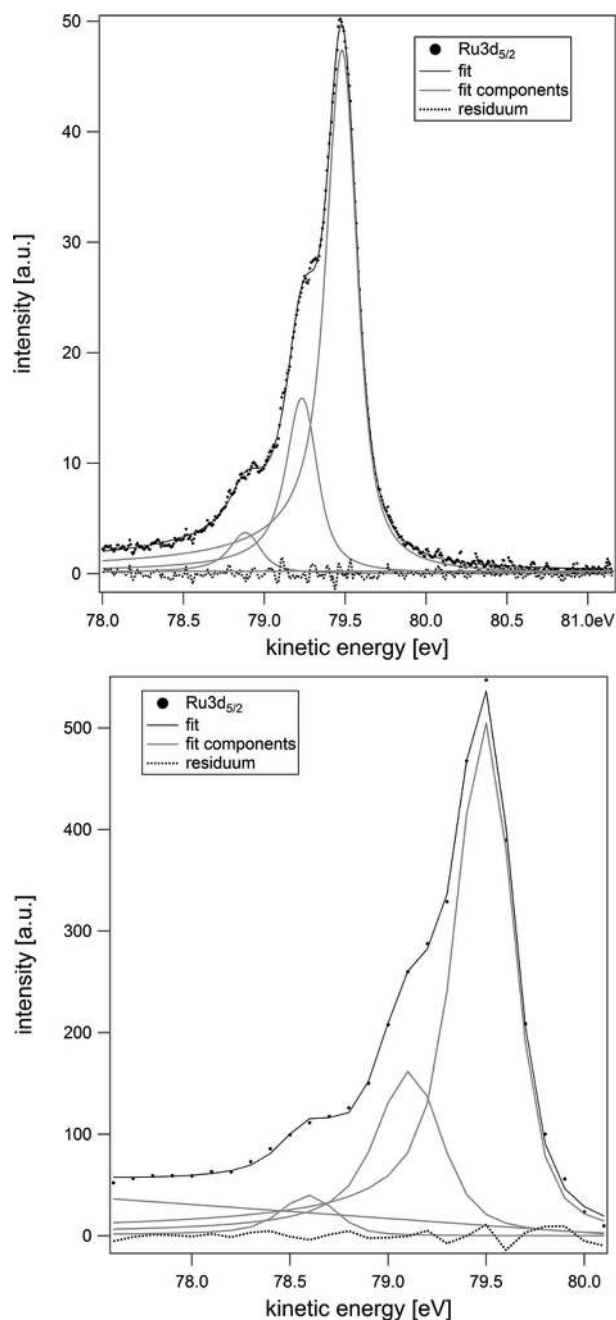 50
40
30
20
10
0
intensity [a.u.]
Ru3d5/2
fit
fit components
residuum
78.0 78.5 79.0 79.5 80.0 80.5 81.0eV
kinetic energy [ev]
500
400
300
200
100
0
intensity [a.u.]
Ru3d5/2
fit
fit components
residuum
78.0 78.5 79.0 79.5 80.0
kinetic energy [eV]